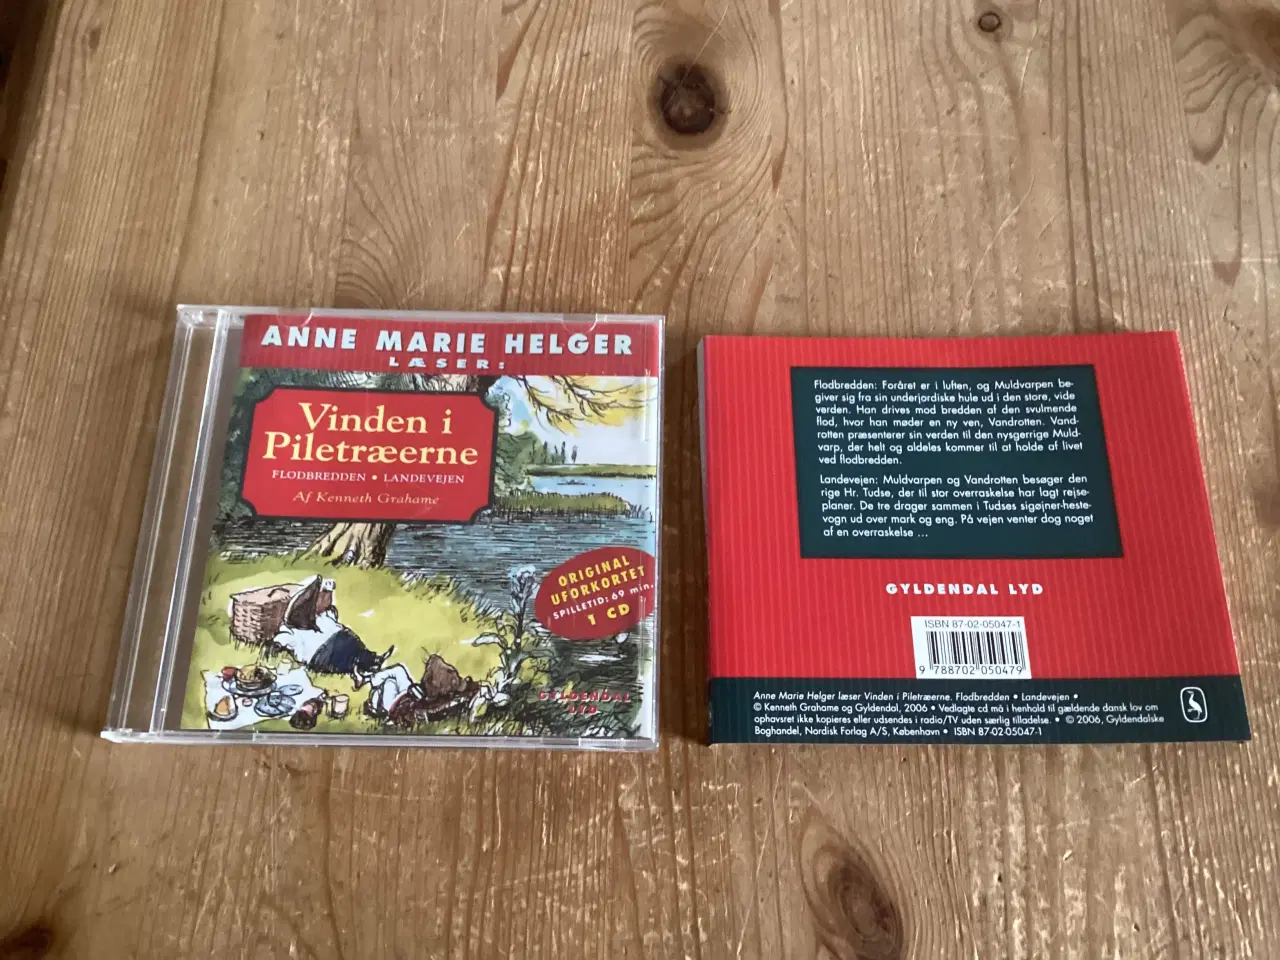 ANNE MARIE HELGER
LÆSER:
Vinden i
Piletræerne
FLODBREDDEN • LANDEVEJEN
Af Kenneth Grahame
ORIGINAL
UFORKORTET
SPILLETID: 69 min.
1 CD
GYLDENDAL
LYD
Flodbredden: Foråret er i luften, og Muldvarpen be-
giver sig fra sin underjordiske hule ud i den store, vide
verden. Han drives mod bredden af den svulmende
flod, hvor han møder en ny ven, Vandrotten. Vand-
rotten præsenterer sin verden til den nysgerrige Muld-
varp, der helt og aldeles kommer til at holde af livet
ved flodbredden.
Landevejen: Muldvarpen og Vandrotten besøger den
rige Hr. Tudse, der til stor overraskelse har lagt rejse-
planer. De tre drager sammen i Tudses sigøjner-heste-
vogn ud over mark og eng. På vejen venter dog noget
af en overraskelse ...
GYLDENDAL LYD
ISBN 87-02-05047-1
9 788702 050479
Anne Marie Helger læser Vinden i Piletræerne. Flodbredden • Landevejen •
© Kenneth Grahame og Gyldendal, 2006 • Vedlagte cd må i henhold til gældende dansk lov om
ophavsret ikke kopieres eller udsendes i radio/TV uden særlig tilladelse. • © 2006, Gyldendalske
Boghandel, Nordisk Forlag A/S, København • ISBN 87-02-05047-1